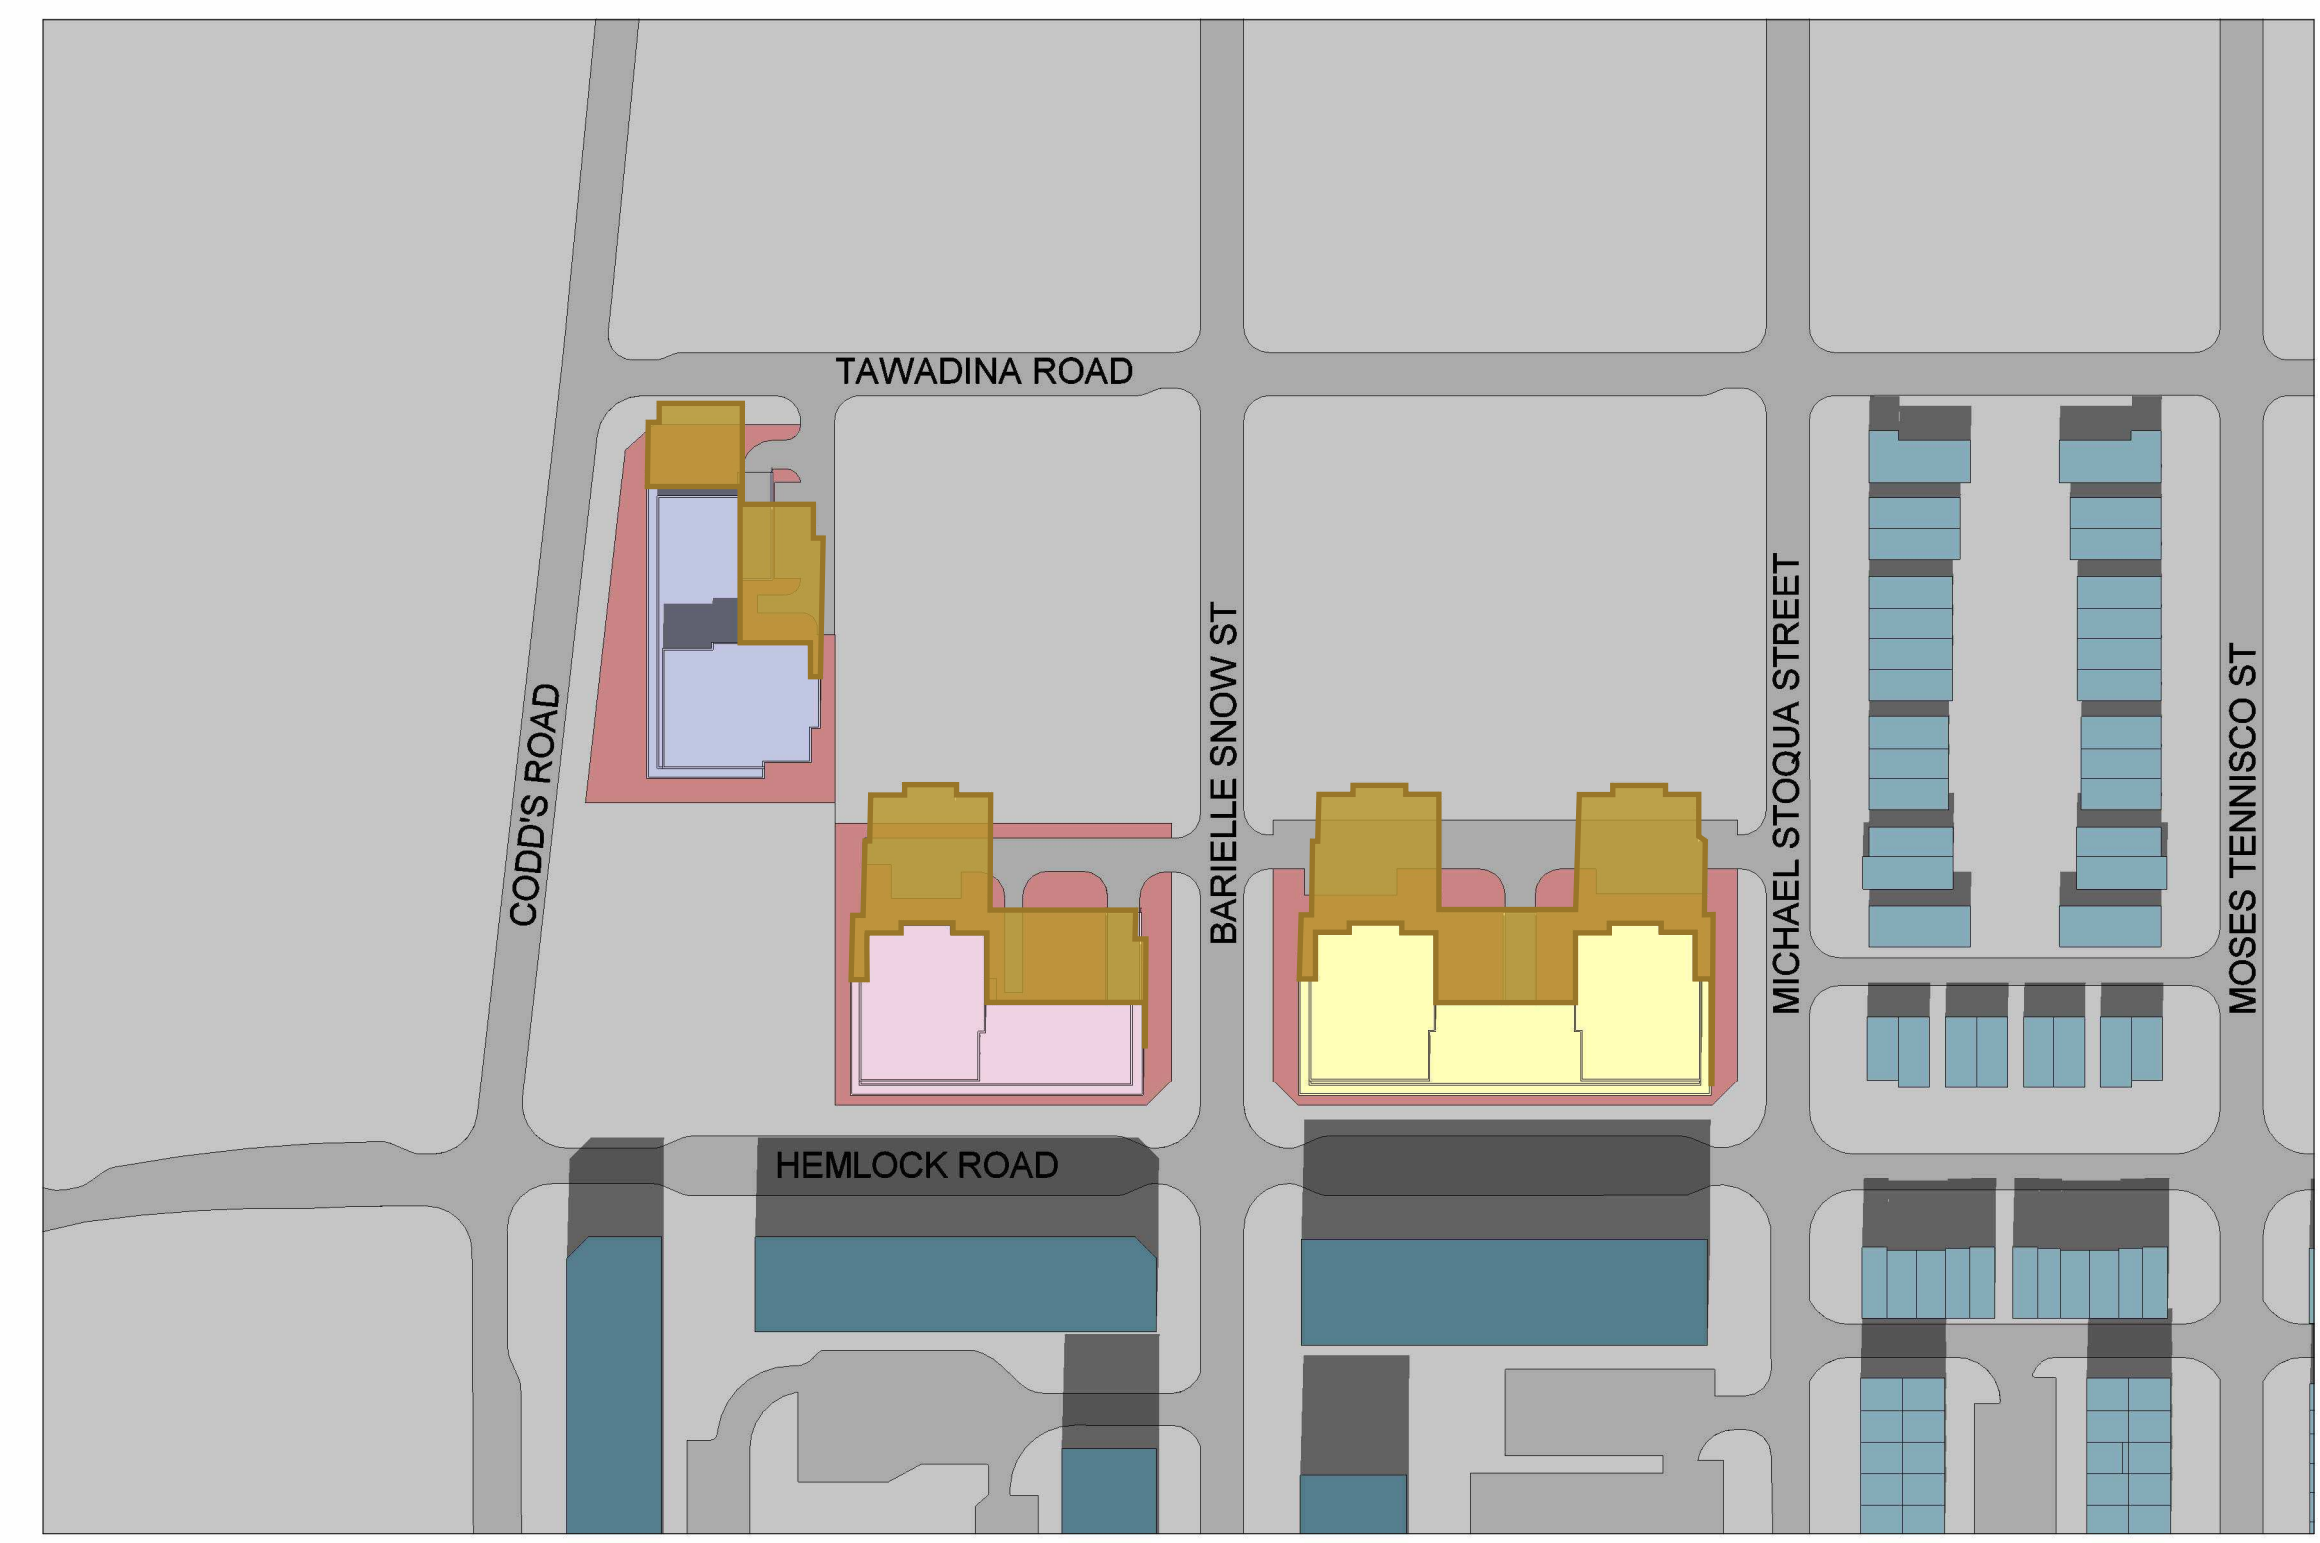 TAWADINA ROAD
CODD'S ROAD
BARIELLE SNOW ST
MICHAEL STOQUA STREET
MOSES TENNISCO ST
HEMLOCK ROAD